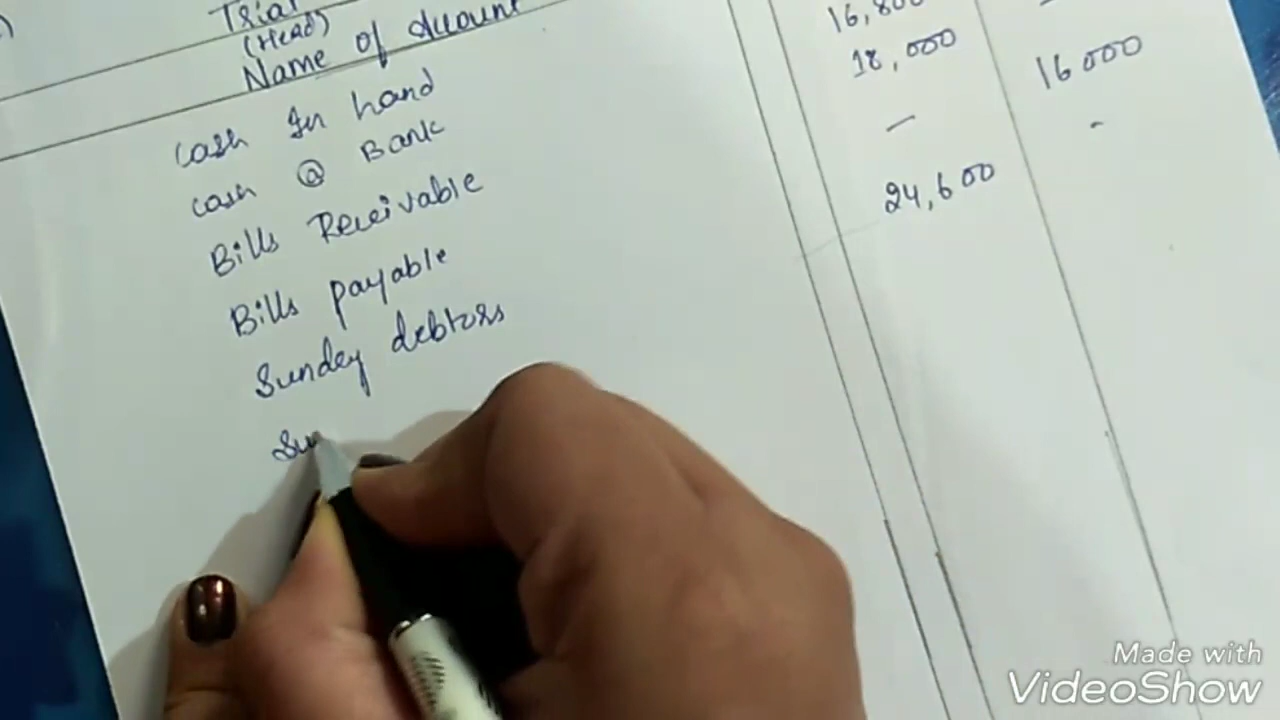 Trial
(Head)
Name of Account
Cash In hand
16,800
Cash @ Bank
18,000
Bills Receivable
— 16000
Bills payable
24,600 -
Sundey debtors
Su
Made with
VideoShow